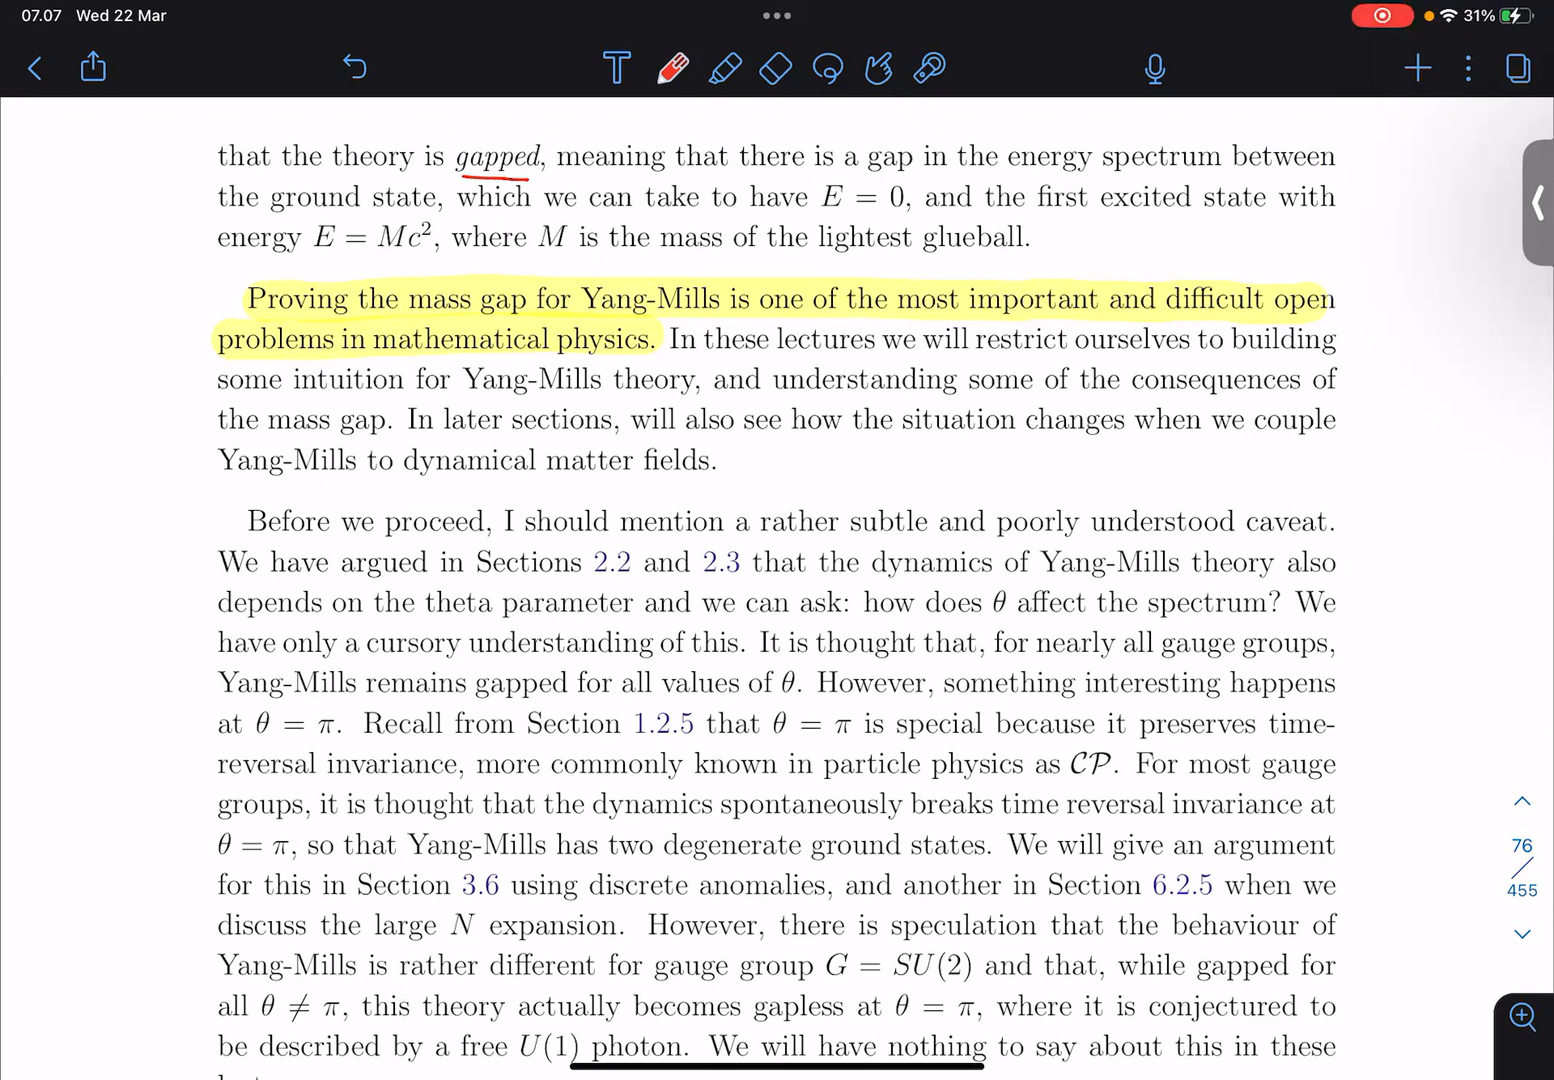 07.07 Wed 22 Mar
31%
that the theory is gapped, meaning that there is a gap in the energy spectrum between
the ground state, which we can take to have E = 0, and the first excited state with
energy E = Mc², where M is the mass of the lightest glueball.
Proving the mass gap for Yang-Mills is one of the most important and difficult open
problems in mathematical physics. In these lectures we will restrict ourselves to building
some intuition for Yang-Mills theory, and understanding some of the consequences of
the mass gap. In later sections, will also see how the situation changes when we couple
Yang-Mills to dynamical matter fields.
Before we proceed, I should mention a rather subtle and poorly understood caveat.
We have argued in Sections 2.2 and 2.3 that the dynamics of Yang-Mills theory also
depends on the theta parameter and we can ask: how does θ affect the spectrum? We
have only a cursory understanding of this. It is thought that, for nearly all gauge groups,
Yang-Mills remains gapped for all values of θ. However, something interesting happens
at θ = π. Recall from Section 1.2.5 that θ = π is special because it preserves time-
reversal invariance, more commonly known in particle physics as CP. For most gauge
groups, it is thought that the dynamics spontaneously breaks time reversal invariance at
θ = π, so that Yang-Mills has two degenerate ground states. We will give an argument
for this in Section 3.6 using discrete anomalies, and another in Section 6.2.5 when we
discuss the large N expansion. However, there is speculation that the behaviour of
Yang-Mills is rather different for gauge group G = SU(2) and that, while gapped for
all θ ≠ π, this theory actually becomes gapless at θ = π, where it is conjectured to
be described by a free U(1) photon. We will have nothing to say about this in these
76
/
455